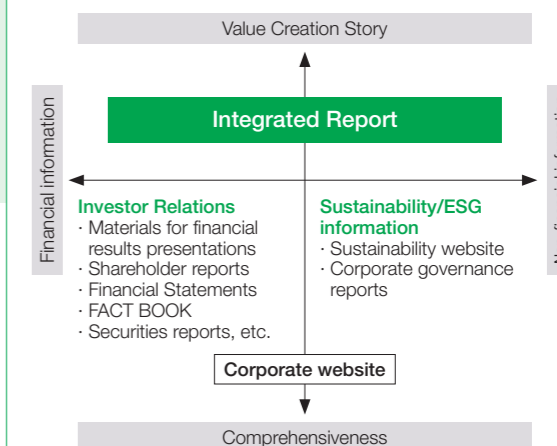 Value Creation Story
Integrated Report
Financial information
Investor Relations
· Materials for financial
results presentations
· Shareholder reports
· Financial Statements
· FACT BOOK
· Securities reports, etc.
Sustainability/ESG
information
· Sustainability website
· Corporate governance
reports
Corporate website
Comprehensiveness